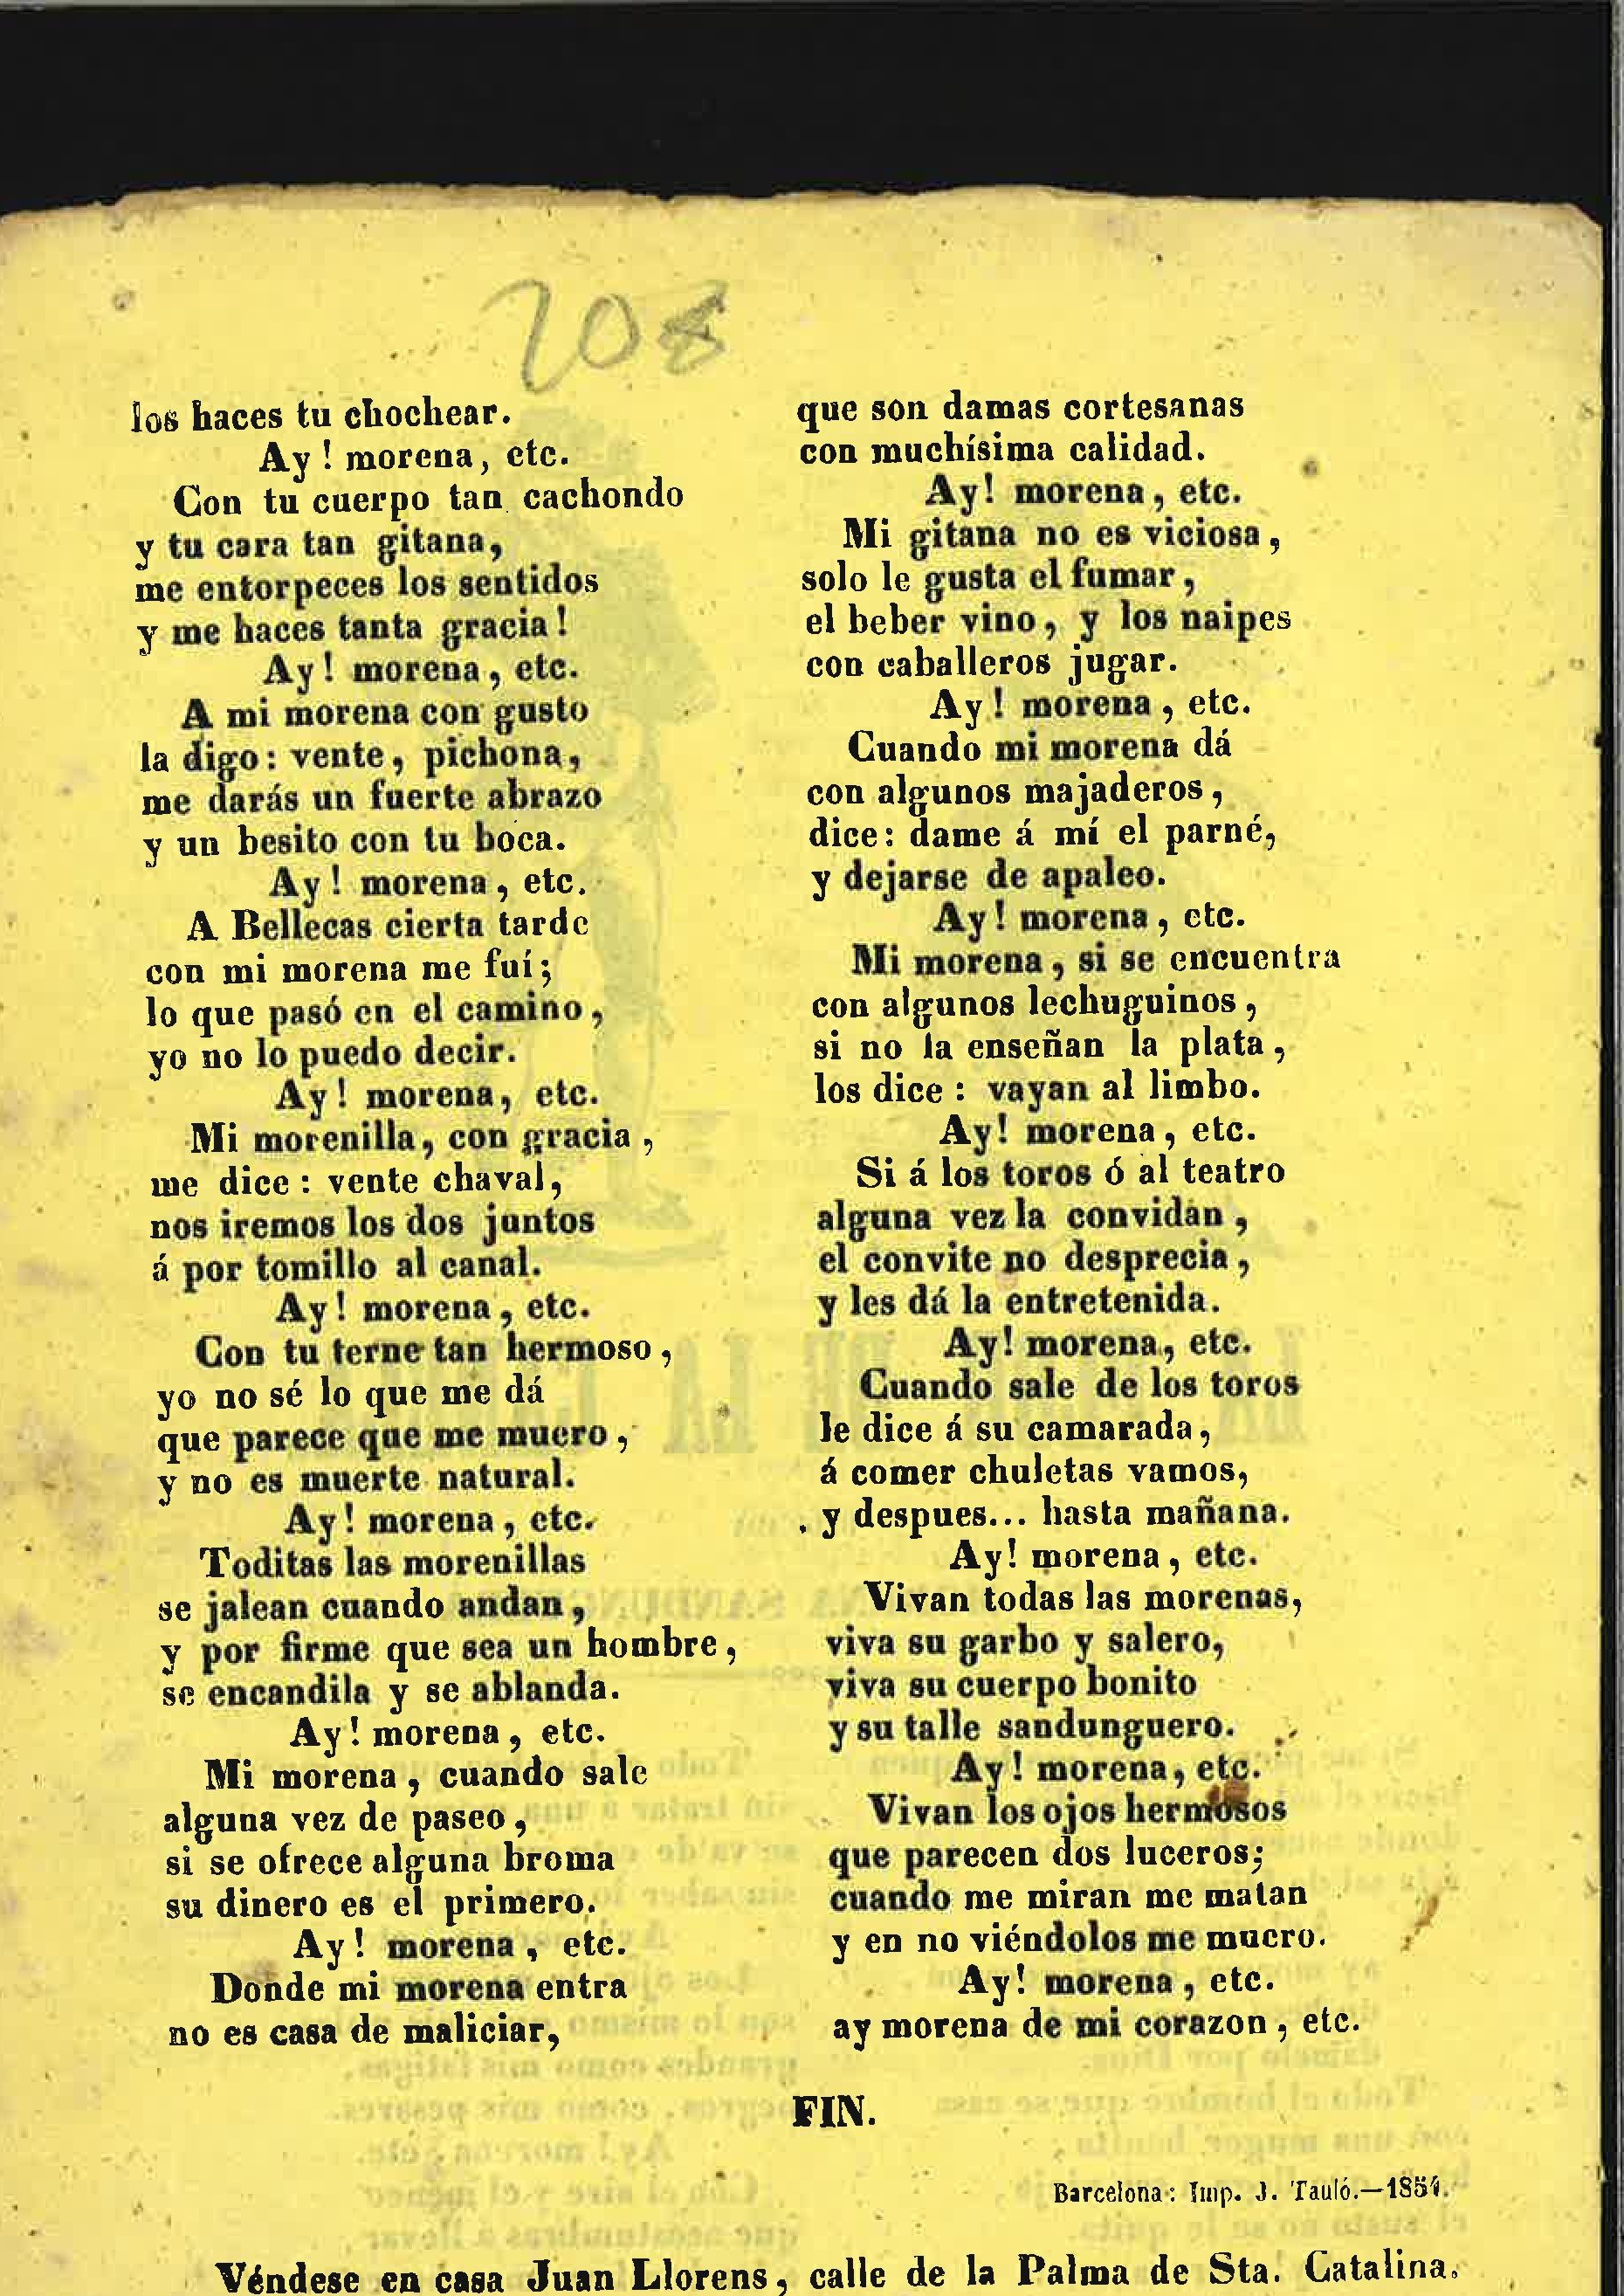 208
los haces tu chochear.
Ay! morena, etc.
Con tu cuerpo tan cachondo
y tu cara tan gitana,
me entorpeces los sentidos
y me haces tanta gracia!
Ay! morena, etc.
A mi morena con gusto
la digo: vente, pichona,
me darás un fuerte abrazo
y un besito con tu boca.
Ay! morena, etc.
A Bellecas cierta tarde
con mi morena me fuí;
lo que pasó en el camino,
yo no lo puedo decir.
Ay! morena, etc.
Mi morenilla, con gracia,
me dice: vente chaval,
nos iremos los dos juntos
á por tomillo al canal.
Ay! morena, etc.
Con tu terne tan hermoso,
yo no sé lo que me dá
que parece que me muero,
y no es muerte natural.
Ay! morena, etc.
Toditas las morenillas
se jalean cuando andan,
y por firme que sea un hombre,
se encandila y se ablanda.
Ay! morena, etc.
Mi morena, cuando sale
alguna vez de paseo,
si se ofrece alguna broma
su dinero es el primero.
Ay! morena, etc.
Donde mi morena entra
no es casa de maliciar,
que son damas cortesanas
con muchísima calidad.
Ay! morena, etc.
Mi gitana no es viciosa,
solo le gusta el fumar,
el beber vino, y los naipes
con caballeros jugar.
Ay! morena, etc.
Cuando mi morena dá
con algunos majaderos,
dice: dame á mí el parné,
y dejarse de apaleo.
Ay! morena, etc.
Mi morena, si se encuentra
con algunos lechuguinos,
si no la enseñan la plata,
los dice: vayan al limbo.
Ay! morena, etc.
Si á los toros ó al teatro
alguna vez la convidan,
el convite no desprecia,
y les dá la entretenida.
Ay! morena, etc.
Cuando sale de los toros
le dice á su camarada,
á comer chuletas vamos,
y despues... hasta mañana.
Ay! morena, etc.
Vivan todas las morenas,
viva su garbo y salero,
viva su cuerpo bonito
y su talle sandunguero.
Ay! morena, etc.
Vivan los ojos hermosos
que parecen dos luceros;
cuando me miran me matan
y en no viéndolos me muero.
Ay! morena, etc.
ay morena de mi corazon, etc.
FIN.
Barcelona: Imp. J. Tauló.—1854.
Véndese en casa Juan Llorens, calle de la Palma de Sta. Catalina.